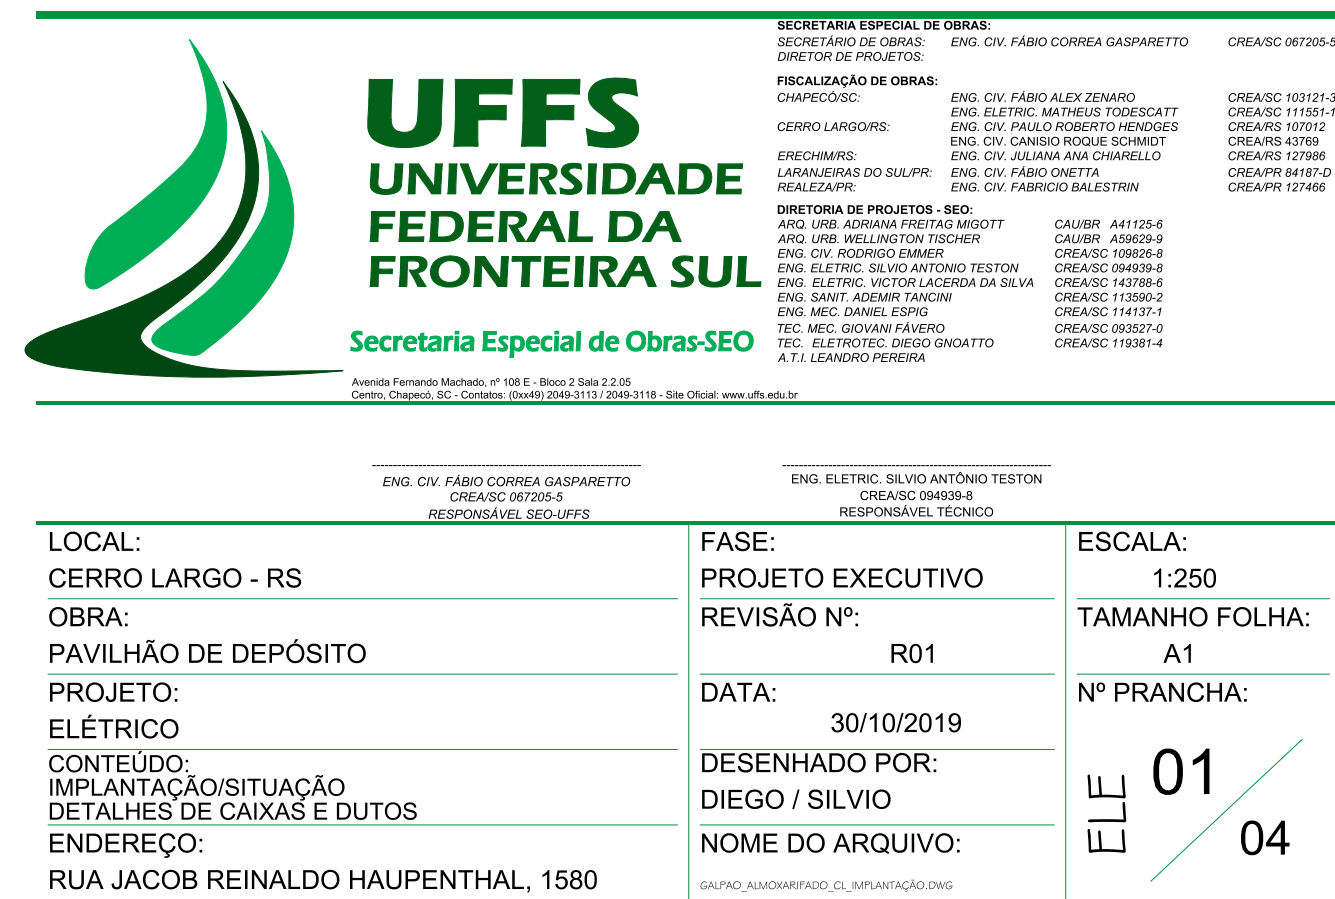 UFFS
UNIVERSIDADE
FEDERAL DA
FRONTEIRA SUL
Secretaria Especial de Obras-SEO
Avenida Fernando Machado, nº 108 E - Bloco 2 Sala 2.2.05
Centro, Chapecó, SC - Contatos: (0xx49) 2049-3113 / 2049-3118 - Site Oficial: www.uffs.edu.br
SECRETARIA ESPECIAL DE OBRAS:
SECRETÁRIO DE OBRAS: ENG. CIV. FÁBIO CORREA GASPARETTO CREA/SC 067205-5
DIRETOR DE PROJETOS:
FISCALIZAÇÃO DE OBRAS:
CHAPECÓ/SC: ENG. CIV. FÁBIO ALEX ZENARO CREA/SC 103121-3
ENG. ELETRIC. MATHEUS TODESCATT CREA/SC 111551-1
CERRO LARGO/RS: ENG. CIV. PAULO ROBERTO HENDGES CREA/RS 107012
ENG. CIV. CANISIO ROQUE SCHMIDT CREA/RS 43769
ERECHIM/RS: ENG. CIV. JULIANA ANA CHIARELLO CREA/RS 127986
LARANJEIRAS DO SUL/PR: ENG. CIV. FÁBIO ONETTA CREA/PR 84187-D
REALEZA/PR: ENG. CIV. FABRICIO BALESTRIN CREA/PR 127466
DIRETORIA DE PROJETOS - SEO:
ARQ. URB. ADRIANA FREITAG MIGOTT CAU/BR A41125-6
ARQ. URB. WELLINGTON TISCHER CAU/BR A59629-9
ENG. CIV. RODRIGO EMMER CREA/SC 109826-8
ENG. ELETRIC. SILVIO ANTONIO TESTON CREA/SC 094939-8
ENG. ELETRIC. VICTOR LACERDA DA SILVA CREA/SC 143788-6
ENG. SANIT. ADEMIR TANCINI CREA/SC 113590-2
ENG. MEC. DANIEL ESPIG CREA/SC 114137-1
TEC. MEC. GIOVANI FÁVERO CREA/SC 093527-0
TEC. ELETROTEC. DIEGO GNOATTO CREA/SC 119381-4
A.T.I. LEANDRO PEREIRA
ENG. CIV. FÁBIO CORREA GASPARETTO
CREA/SC 067205-5
RESPONSÁVEL SEO-UFFS
ENG. ELETRIC. SILVIO ANTÔNIO TESTON
CREA/SC 094939-8
RESPONSÁVEL TÉCNICO
LOCAL:
CERRO LARGO - RS
OBRA:
PAVILHÃO DE DEPÓSITO
PROJETO:
ELÉTRICO
CONTEÚDO:
IMPLANTAÇÃO/SITUAÇÃO
DETALHES DE CAIXAS E DUTOS
ENDEREÇO:
RUA JACOB REINALDO HAUPENTHAL, 1580
FASE:
PROJETO EXECUTIVO
REVISÃO Nº:
R01
DATA:
30/10/2019
DESENHADO POR:
DIEGO / SILVIO
NOME DO ARQUIVO:
GALPAO_ALMOXARIFADO_CL_IMPLANTAÇÃO.DWG
ESCALA:
1:250
TAMANHO FOLHA:
A1
Nº PRANCHA:
ELE
01
04